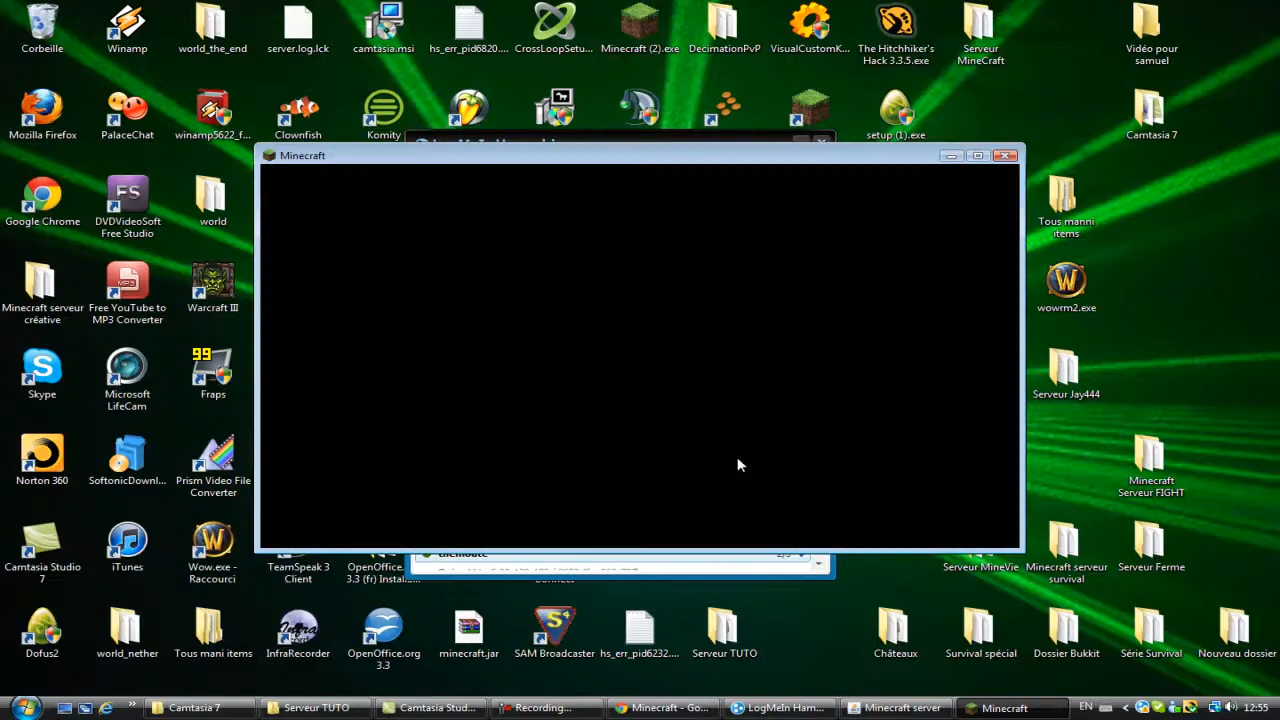 Corbeille
Winamp
world_the_end
server.log.lck
camtasia.msi
hs_err_pid6820....
CrossLoopSetu...
Minecraft (2).exe
DecimationPvP
VisualCustomK...
The Hitchhiker's
Hack 3.3.5.exe
Serveur
MineCraft
Vidéo pour
samuel
Mozilla Firefox
PalaceChat
winamp5622_f...
Clownfish
Komity
setup (1).exe
Camtasia 7
Minecraft
Google Chrome
FS
DVDVideoSoft
Free Studio
world
Tous manni
items
Minecraft serveur
créative
MP3
Free YouTube to
MP3 Converter
Warcraft III
wowrm2.exe
99
Skype
Microsoft
LifeCam
Fraps
Serveur Jay444
Norton 360
SoftonicDownl...
Prism Video File
Converter
Minecraft
Serveur FIGHT
Camtasia Studio
7
iTunes
Wow.exe -
Raccourci
TeamSpeak 3
Client
OpenOffice.
3.3 (fr) Installa...
Serveur MineVie
Minecraft serveur
survival
Serveur Ferme
Dofus2
world_nether
Tous mani items
InfraRecorder
OpenOffice.org
3.3
minecraft.jar
SAM Broadcaster
hs_err_pid6232....
Serveur TUTO
Châteaux
Survival spécial
Dossier Bukkit
Série Survival
Nouveau dossier
Camtasia 7
Serveur TUTO
Camtasia Stud...
Recording...
Minecraft - Go...
LogMeIn Ham...
Minecraft server
Minecraft
EN
12:55